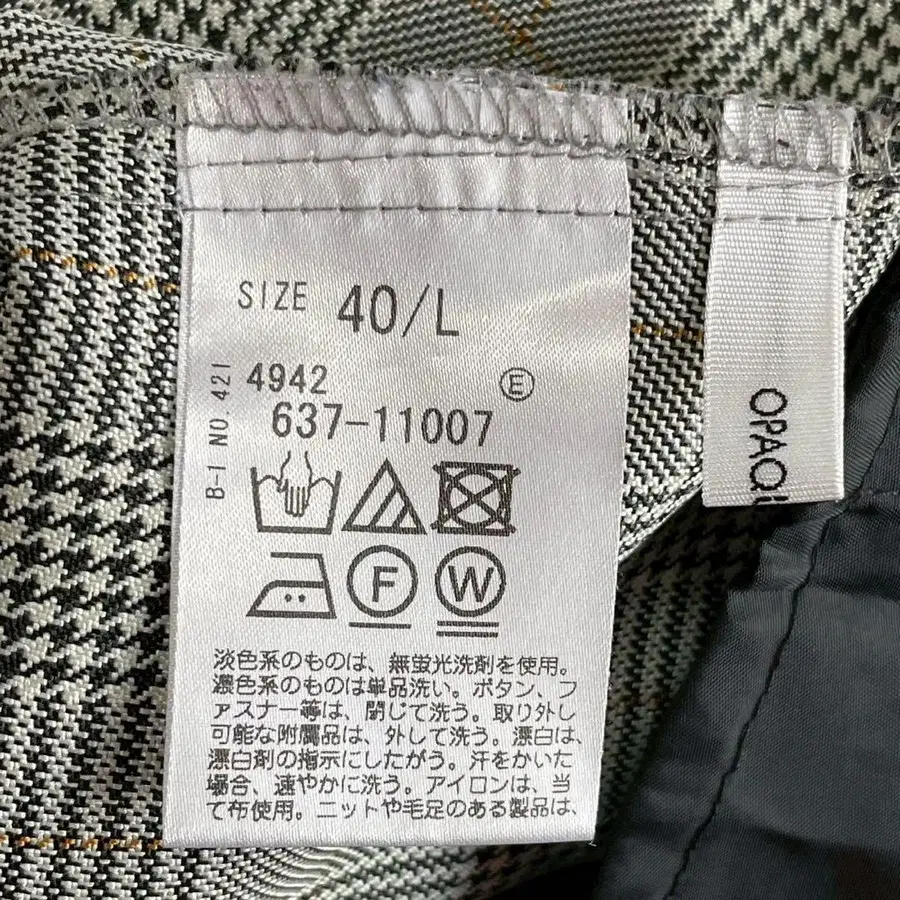 SIZE 40/L
B-I NO.421
4942
E
637-11007
F W
淡色系のものは、無蛍光洗剤を使用。
濃色系のものは単品洗い。ボタン、フ
ァスナー等は、閉じて洗う。取り外し
可能な附属品は、外して洗う。漂白は、
漂白剤の指示にしたがう。汗をかいた
場合、速やかに洗う。アイロンは、当
て布使用。ニットや毛足のある製品は、
OPAQU